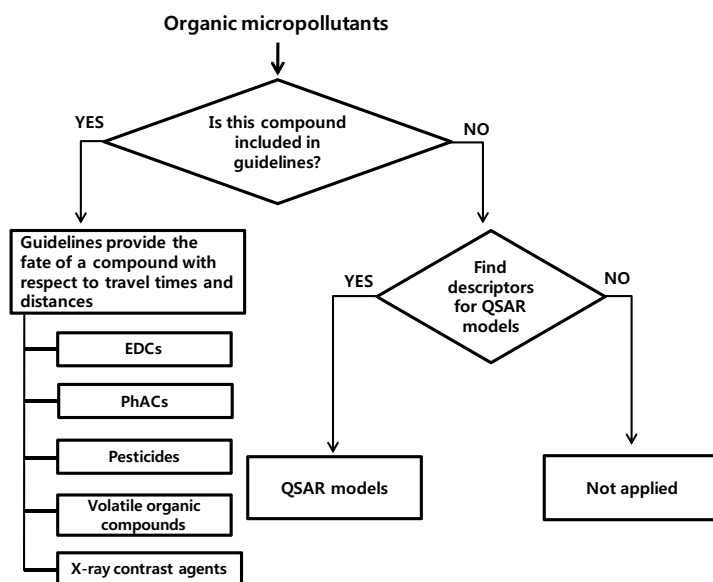 Organic micropollutants
YES
Is this compound
included in
guidelines?
NO
Guidelines provide the
fate of a compound with
respect to travel times and
distances
YES
Find
descriptors
for QSAR
models
NO
EDCs
PhACs
Pesticides
Volatile organic
compounds
X-ray contrast agents
QSAR models
Not applied